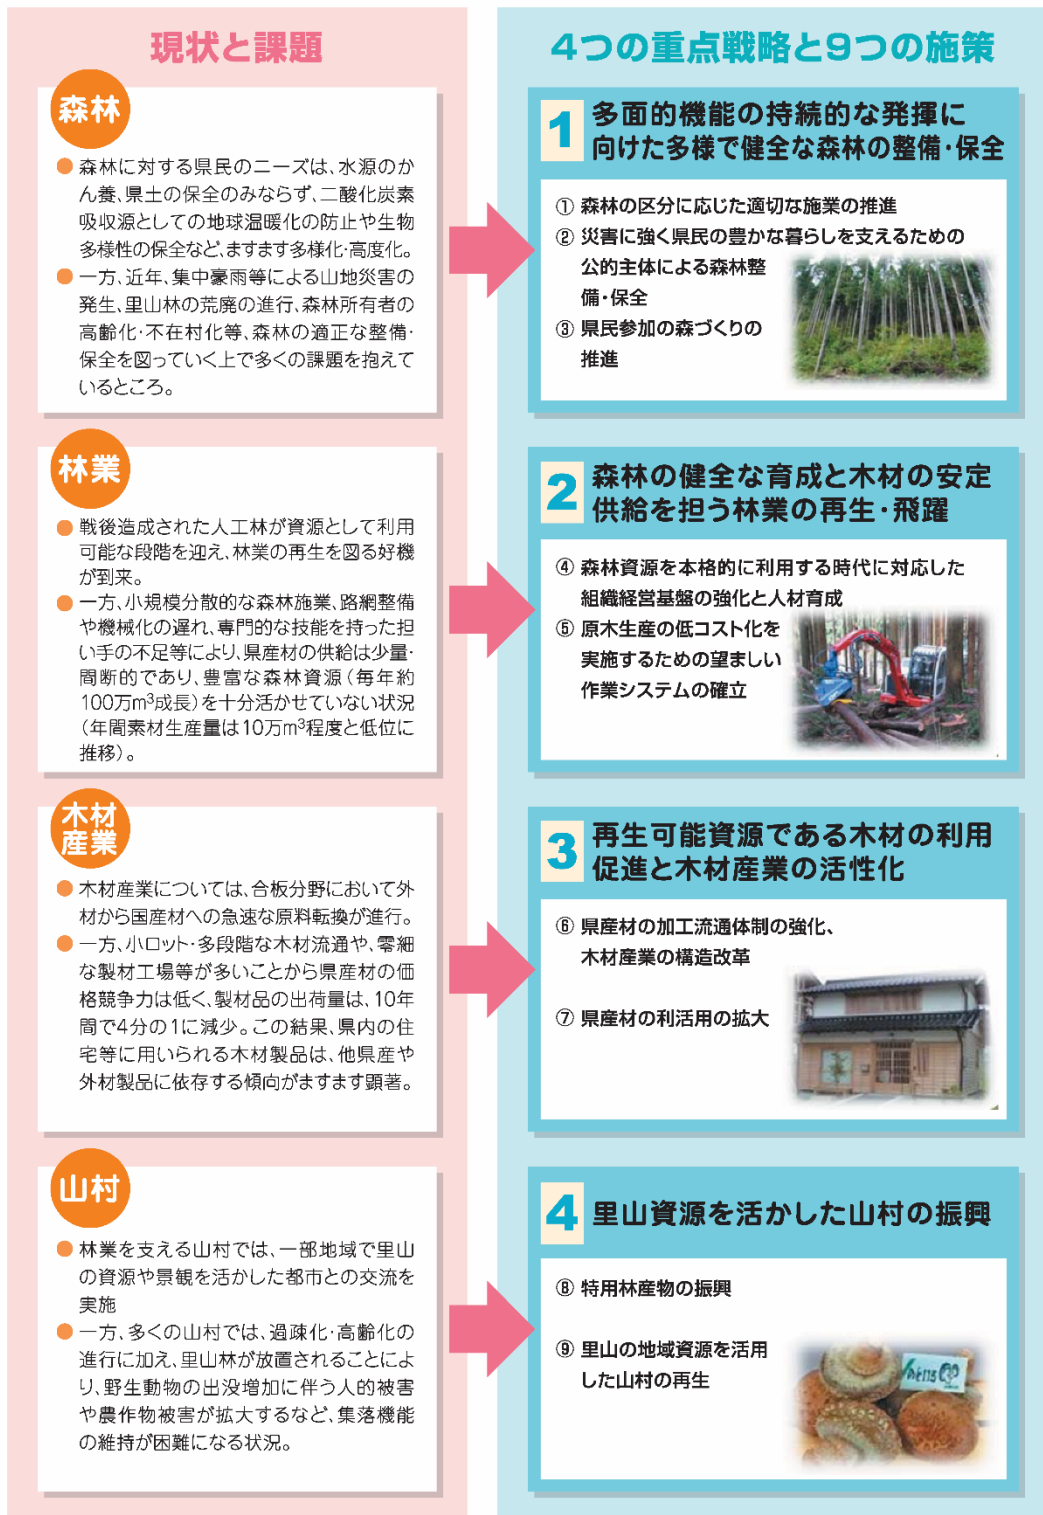 現状と課題
森林
● 森林に対する県民のニーズは、水源のか
ん養、県土の保全のみならず、二酸化炭素
吸収源としての地球温暖化の防止や生物
多様性の保全など、ますます多様化・高度化。
● 一方、近年、集中豪雨等による山地災害の
発生、里山林の荒廃の進行、森林所有者の
高齢化・不在村化等、森林の適正な整備・
保全を図っていく上で多くの課題を抱えて
いるところ。
林業
● 戦後造成された人工林が資源として利用
可能な段階を迎え、林業の再生を図る好機
が到来。
● 一方、小規模分散的な森林施業、路網整備
や機械化の遅れ、専門的な技能を持った担
い手の不足等により、県産材の供給は少量・
間断的であり、豊富な森林資源(毎年約
100万m³成長)を十分活かせていない状況
(年間素材生産量は10万m³程度と低位に
推移)。
木材
産業
● 木材産業については、合板分野において外
材から国産材への急速な原料転換が進行。
● 一方、小ロット・多段階な木材流通や、零細
な製材工場等が多いことから県産材の価
格競争力は低く、製材品の出荷量は、10年
間で4分の1に減少。この結果、県内の住
宅等に用いられる木材製品は、他県産や
外材製品に依存する傾向がますます顕著。
山村
● 林業を支える山村では、一部地域で里山
の資源や景観を活かした都市との交流を
実施
● 一方、多くの山村では、過疎化・高齢化の
進行に加え、里山林が放置されることによ
り、野生動物の出没増加に伴う人的被害
や農作物被害が拡大するなど、集落機能
の維持が困難になる状況。
4つの重点戦略と9つの施策
1 多面的機能の持続的な発揮に
向けた多様で健全な森林の整備・保全
① 森林の区分に応じた適切な施業の推進
② 災害に強く県民の豊かな暮らしを支えるための
公的主体による森林整
備・保全
③ 県民参加の森づくりの
推進
2 森林の健全な育成と木材の安定
供給を担う林業の再生・飛躍
④ 森林資源を本格的に利用する時代に対応した
組織経営基盤の強化と人材育成
⑤ 原木生産の低コスト化を
実施するための望ましい
作業システムの確立
3 再生可能資源である木材の利用
促進と木材産業の活性化
⑥ 県産材の加工流通体制の強化、
木材産業の構造改革
⑦ 県産材の利活用の拡大
4 里山資源を活かした山村の振興
⑧ 特用林産物の振興
⑨ 里山の地域資源を活用
した山村の再生
のと115